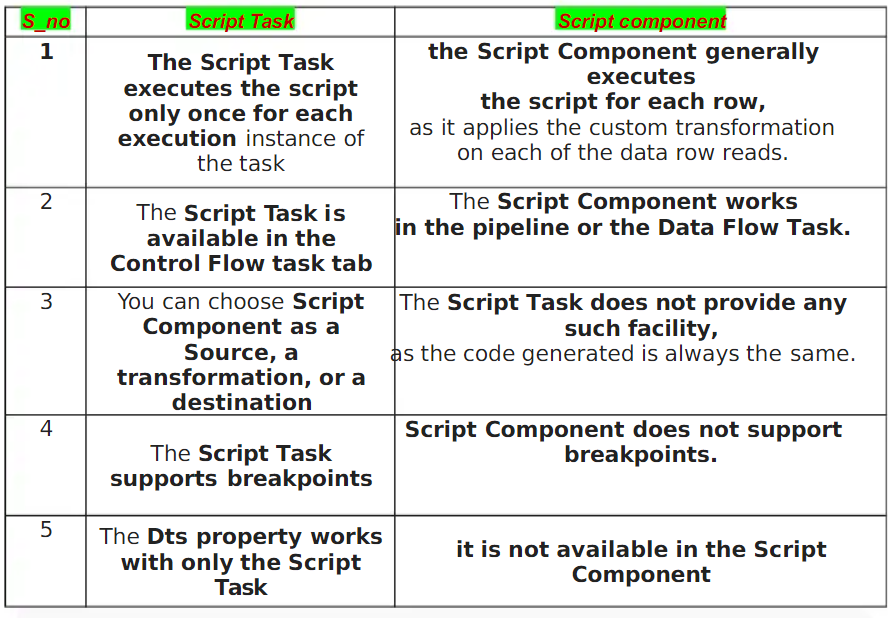 S_no Script Task Script component
1
The Script Task
executes the script
only once for each
execution instance of
the task
the Script Component generally
executes
the script for each row,
as it applies the custom transformation
on each of the data row reads.
2
The Script Task is
available in the
Control Flow task tab
The Script Component works
in the pipeline or the Data Flow Task.
3
You can choose Script
Component as a
Source, a
transformation, or a
destination
The Script Task does not provide any
such facility,
as the code generated is always the same.
4
The Script Task
supports breakpoints
Script Component does not support
breakpoints.
5
The Dts property works
with only the Script
Task
it is not available in the Script
Component